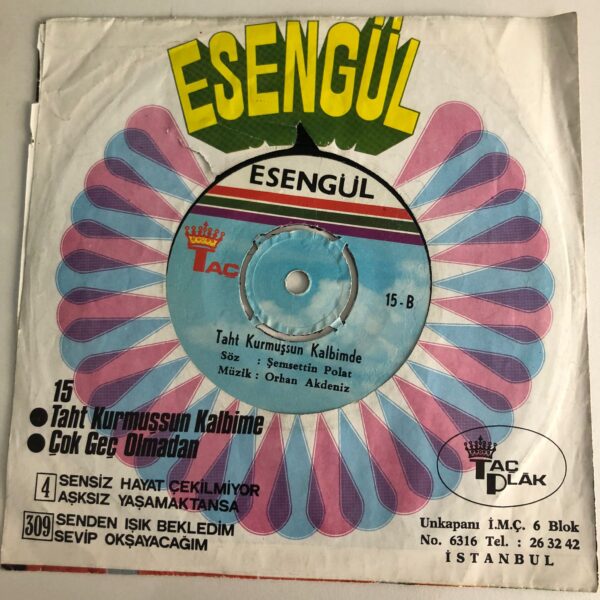 ESENGÜL
ESENGÜL
TAÇ
15-B
Taht Kurmuşsun Kalbimde
Söz : Şemsettin Polat
Müzik : Orhan Akdeniz
15
● Taht Kurmuşsun Kalbime
● Çok Geç Olmadan
4 SENSİZ HAYAT ÇEKİLMİYOR
AŞKSIZ YAŞAMAKTANSA
309 SENDEN IŞIK BEKLEDİM
SEVİP OKŞAYACAĞIM
TAÇ
PLÂK
Unkapanı İ.M.Ç. 6 Blok
No. 6316 Tel. : 26 32 42
İSTANBUL